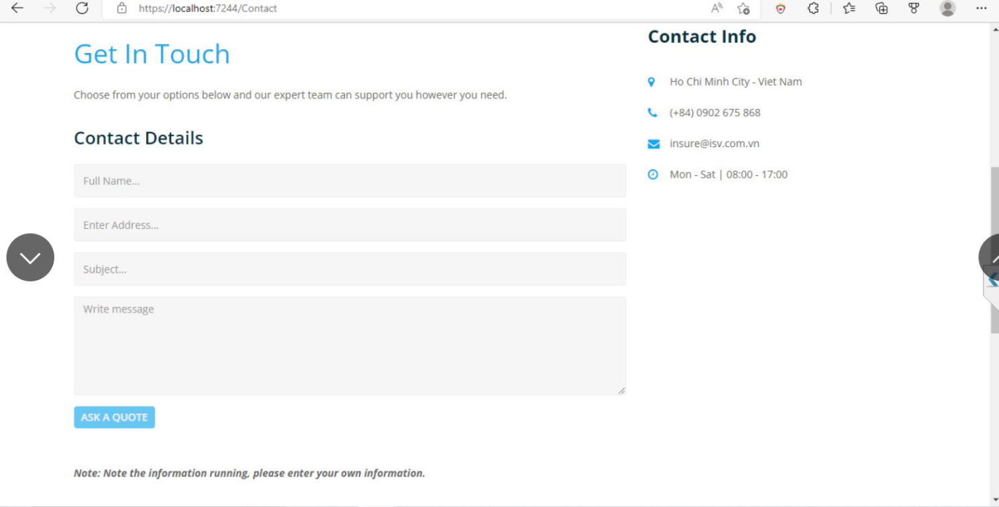 https://localhost:7244/Contact
Get In Touch
Choose from your options below and our expert team can support you however you need.
Contact Details
Full Name...
Enter Address...
Subject...
Write message
ASK A QUOTE
Note: Note the information running, please enter your own information.
Contact Info
Ho Chi Minh City - Viet Nam
(+84) 0902 675 868
insure@isv.com.vn
Mon - Sat | 08:00 - 17:00